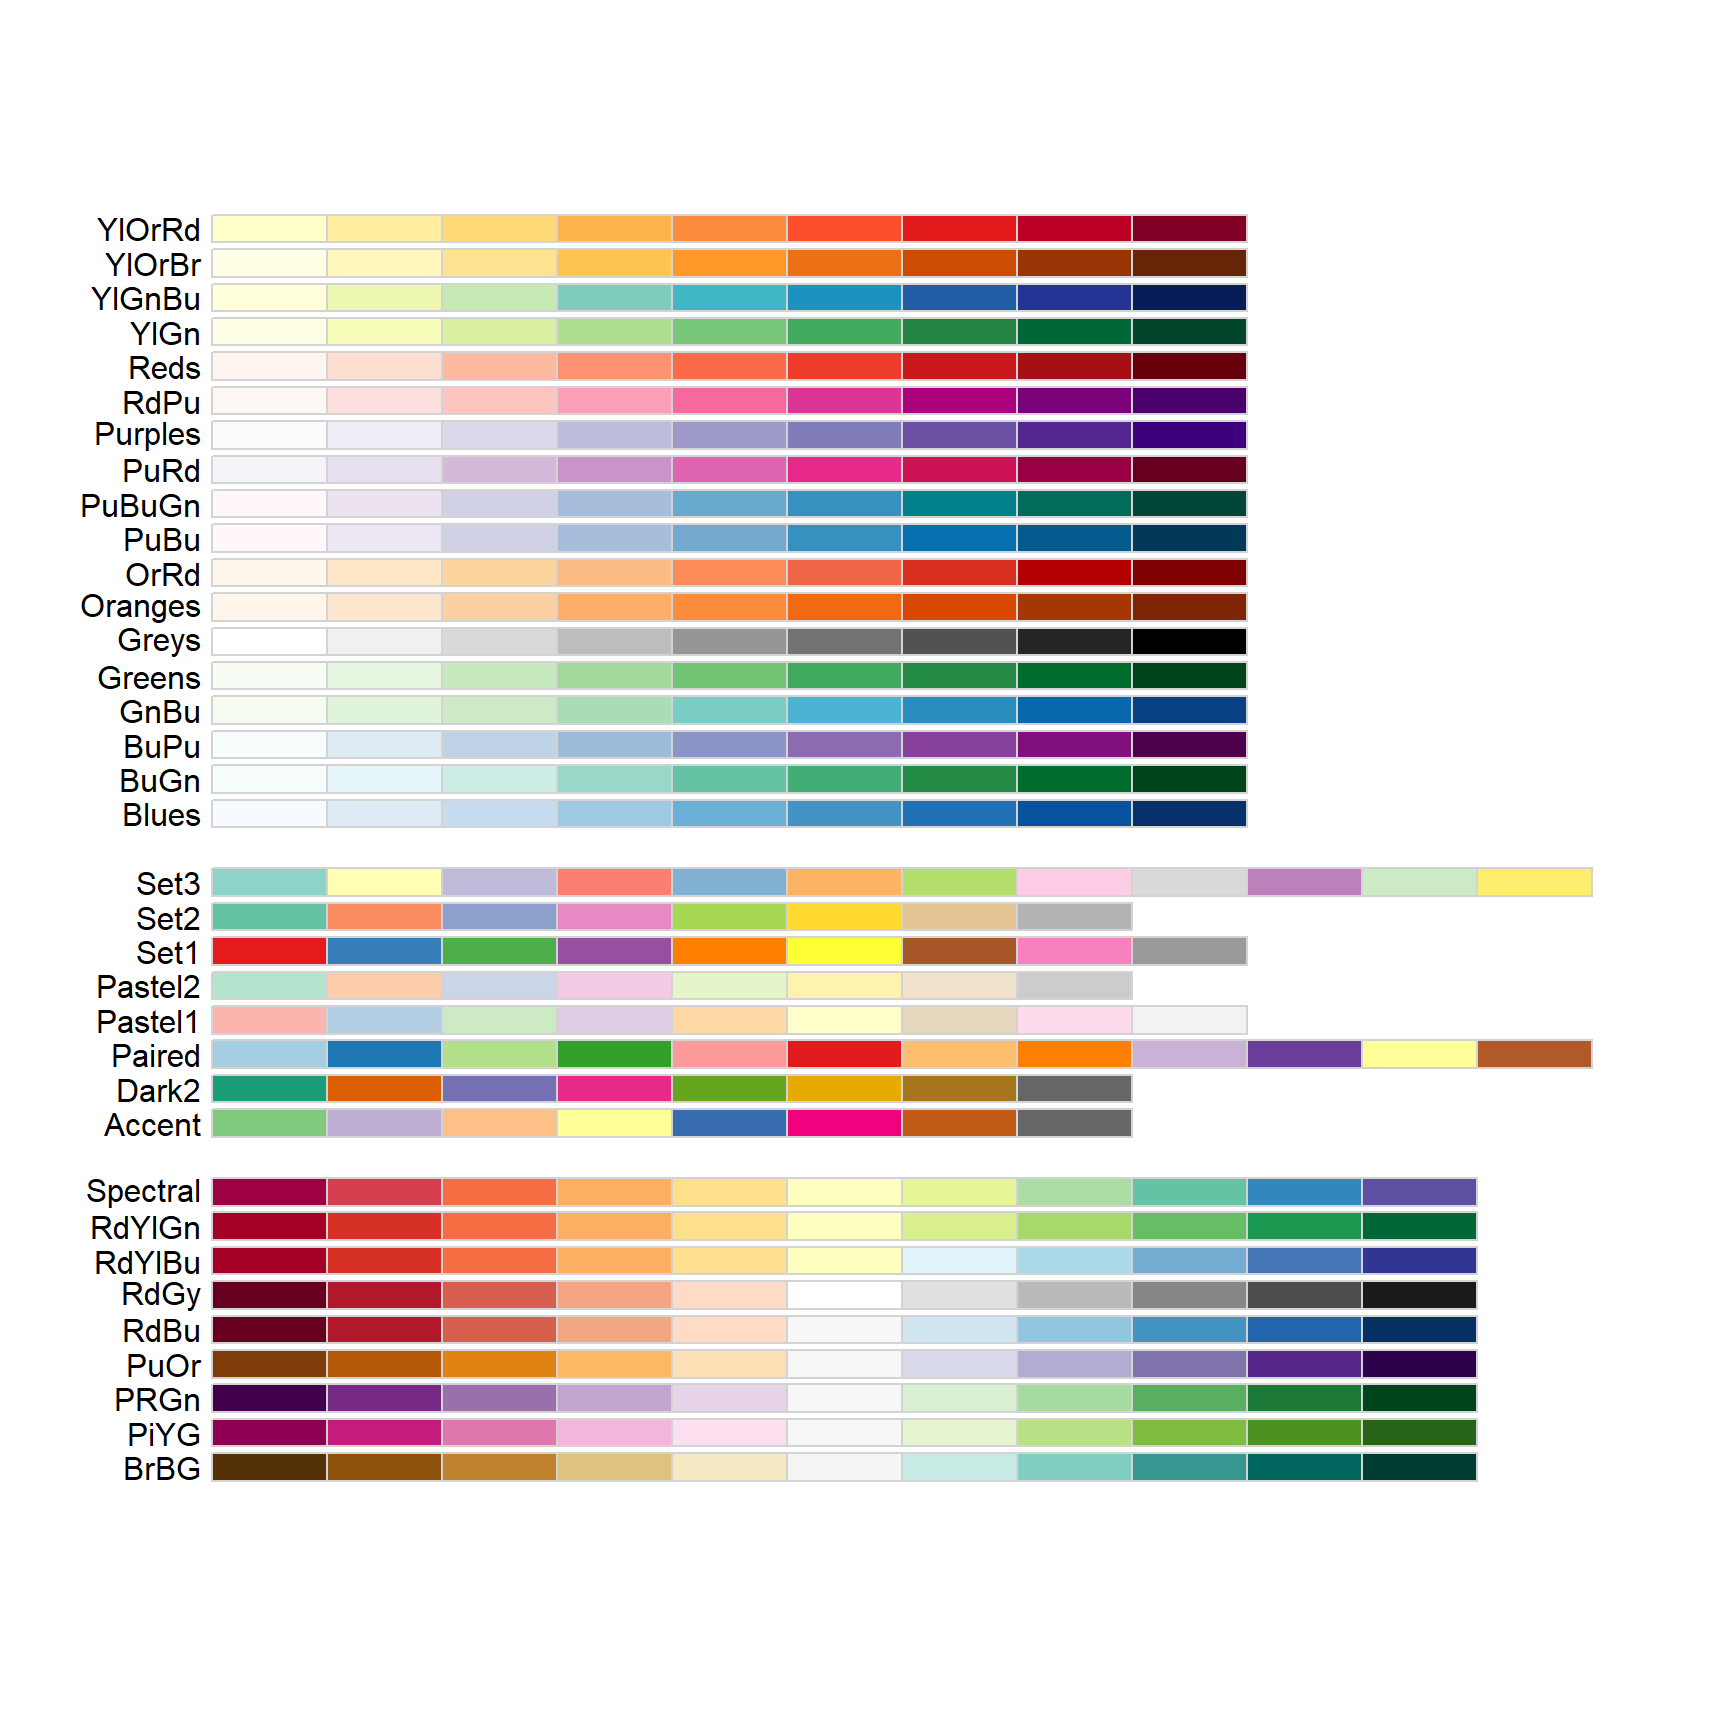 YlOrRd
YlOrBr
YlGnBu
YlGn
Reds
RdPu
Purples
PuRd
PuBuGn
PuBu
OrRd
Oranges
Greys
Greens
GnBu
BuPu
BuGn
Blues
Set3
Set2
Set1
Pastel2
Pastel1
Paired
Dark2
Accent
Spectral
RdYlGn
RdYlBu
RdGy
RdBu
PuOr
PRGn
PiYG
BrBG